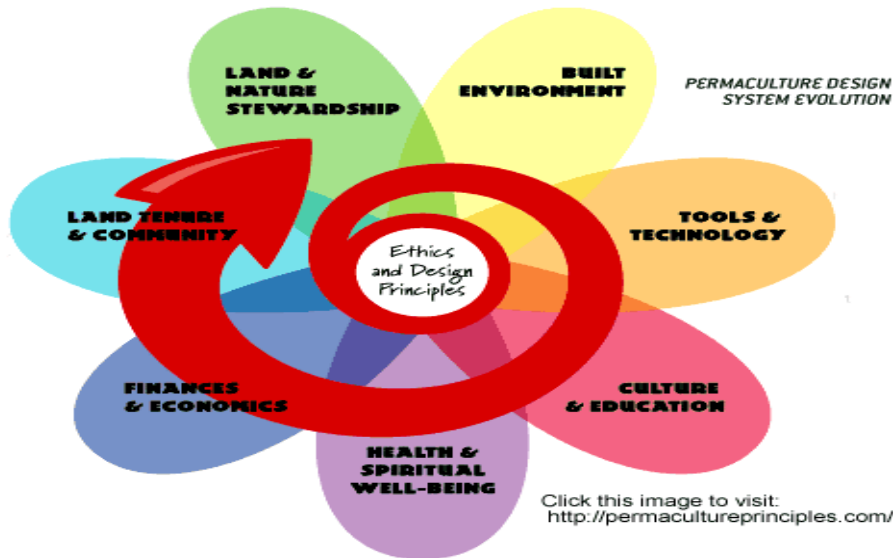 LAND &
NATURE
STEWARDSHIP
BUILT
ENVIRONMENT
PERMACULTURE DESIGN
SYSTEM EVOLUTION
LAND TENURE
& COMMUNITY
TOOLS &
TECHNOLOGY
Ethics
and Design
Principles
FINANCES
& ECONOMICS
CULTURE
& EDUCATION
HEALTH &
SPIRITUAL
WELL-BEING
Click this image to visit:
http://permacultureprinciples.com/